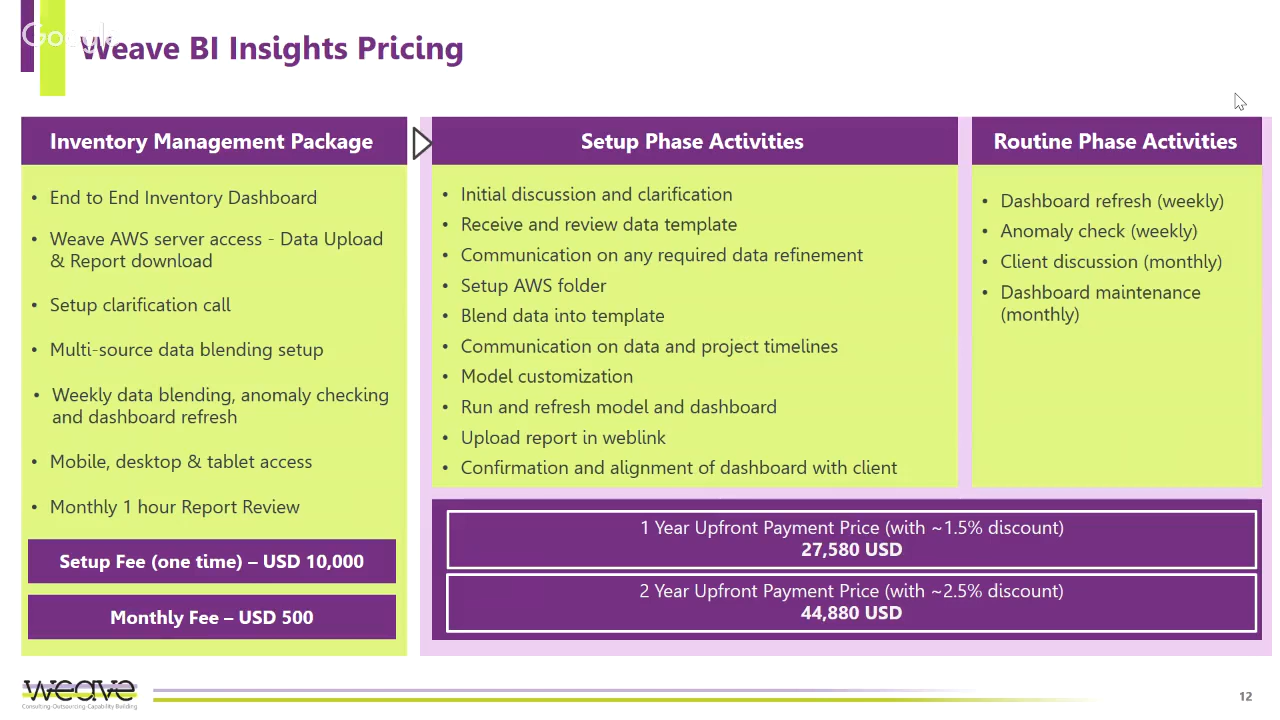 Google
Weave BI Insights Pricing
Inventory Management Package
• End to End Inventory Dashboard
• Weave AWS server access - Data Upload
& Report download
• Setup clarification call
• Multi-source data blending setup
• Weekly data blending, anomaly checking
and dashboard refresh
• Mobile, desktop & tablet access
• Monthly 1 hour Report Review
Setup Fee (one time) – USD 10,000
Monthly Fee – USD 500
Setup Phase Activities
• Initial discussion and clarification
• Receive and review data template
• Communication on any required data refinement
• Setup AWS folder
• Blend data into template
• Communication on data and project timelines
• Model customization
• Run and refresh model and dashboard
• Upload report in weblink
• Confirmation and alignment of dashboard with client
Routine Phase Activities
• Dashboard refresh (weekly)
• Anomaly check (weekly)
• Client discussion (monthly)
• Dashboard maintenance
(monthly)
1 Year Upfront Payment Price (with ~1.5% discount)
27,580 USD
2 Year Upfront Payment Price (with ~2.5% discount)
44,880 USD
weave
Consulting-Outsourcing-Capability Building
12